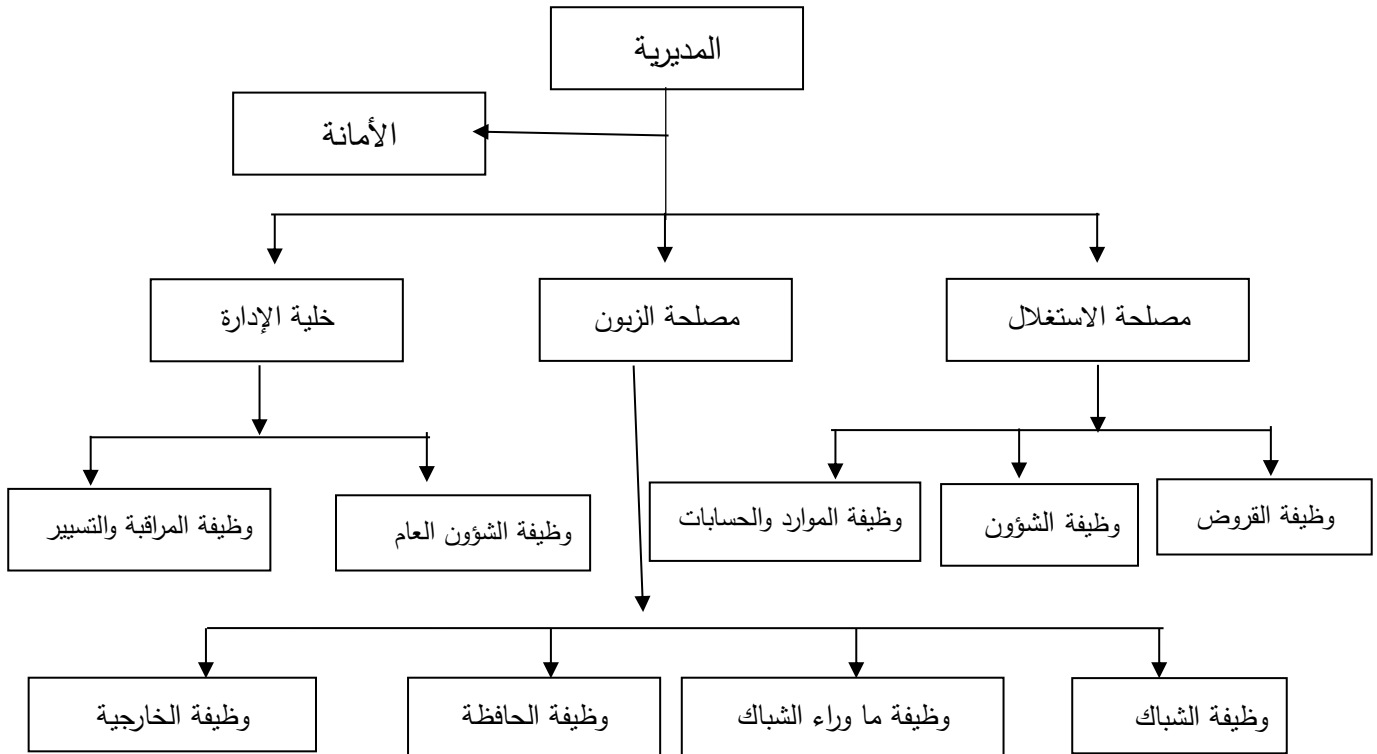 المديرية
الأمانة
مصلحة الاستغلال
مصلحة الزبون
خلية الإدارة
وظيفة القروض
وظيفة الشؤون
وظيفة الموارد والحسابات
وظيفة الشؤون العام
وظيفة المراقبة والتسيير
وظيفة الشباك
وظيفة ما وراء الشباك
وظيفة الحافظة
وظيفة الخارجية